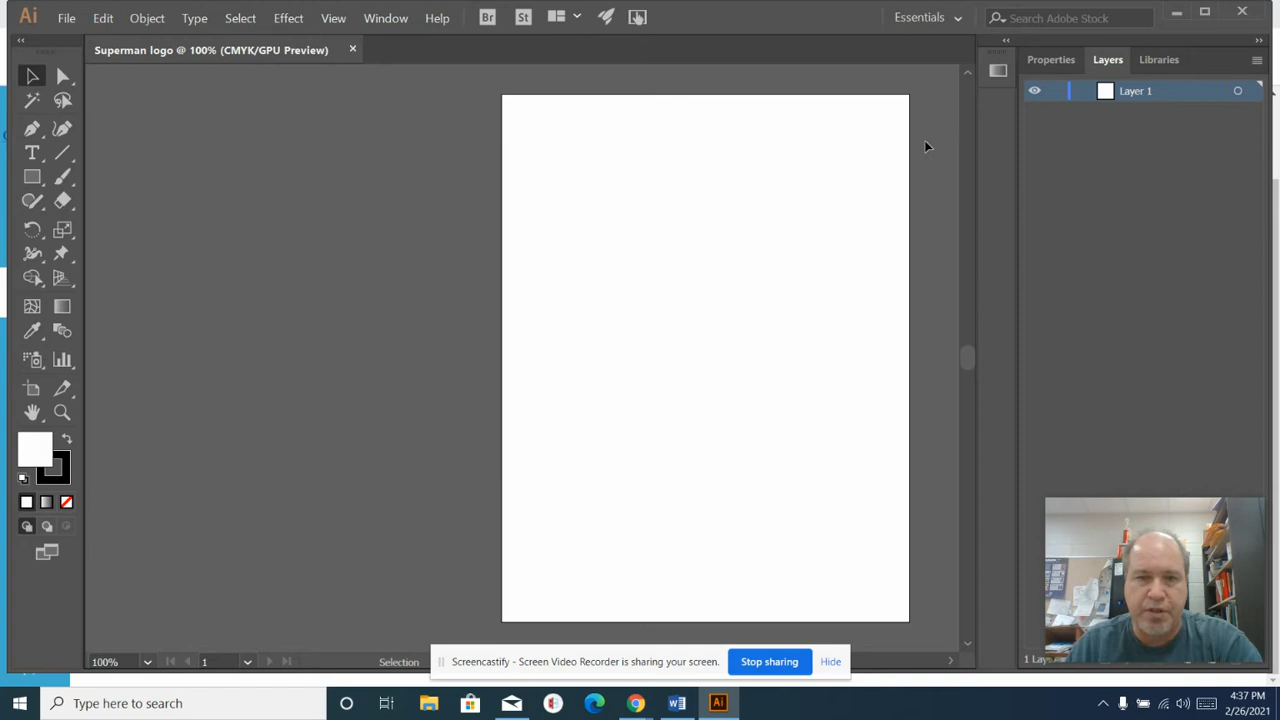 Ai File Edit Object Type Select Effect View Window Help Br St Essentials Search Adobe Stock
Superman logo @ 100% (CMYK/GPU Preview)
Properties Layers Libraries
Layer 1
100% 1 Selection
Screencastify - Screen Video Recorder is sharing your screen. Stop sharing Hide
1 Lay
Type here to search
Ai
4:37 PM
2/26/2021